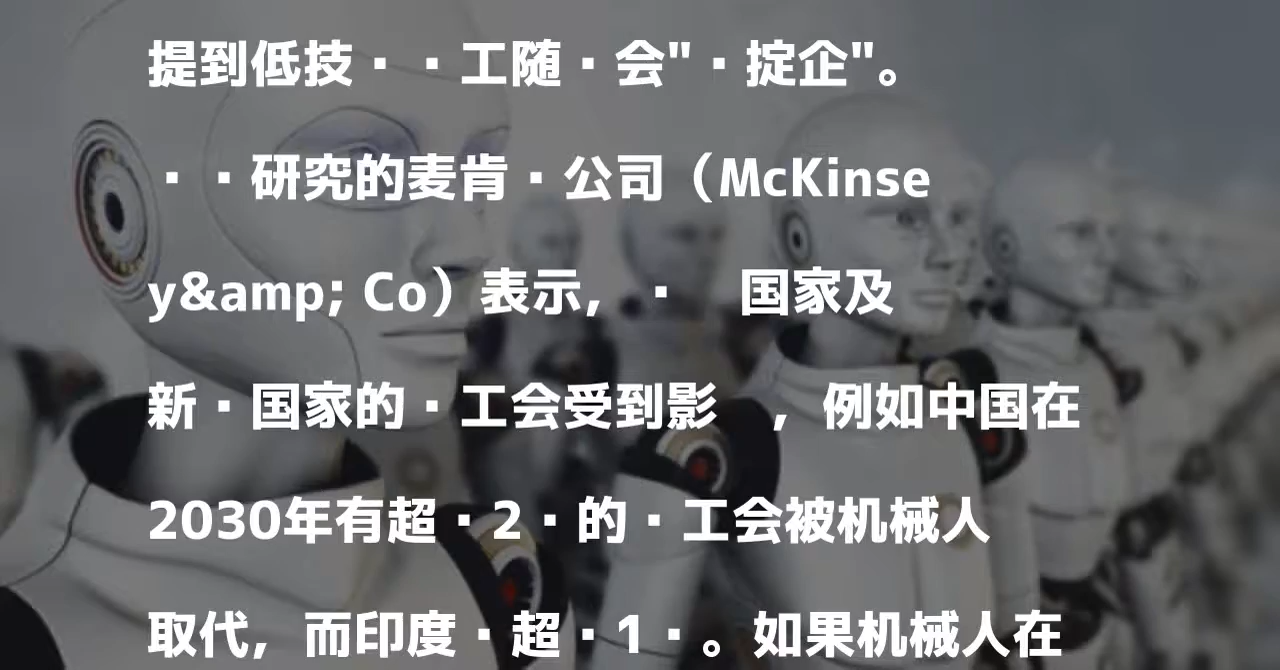 提到低技··工随·会"·掟企"。
··研究的麦肯·公司（McKinse
y&amp; Co）表示，· 国家及
新·国家的·工会受到影 ，例如中国在
2030年有超·2·的·工会被机械人
取代，而印度·超·1·。如果机械人在